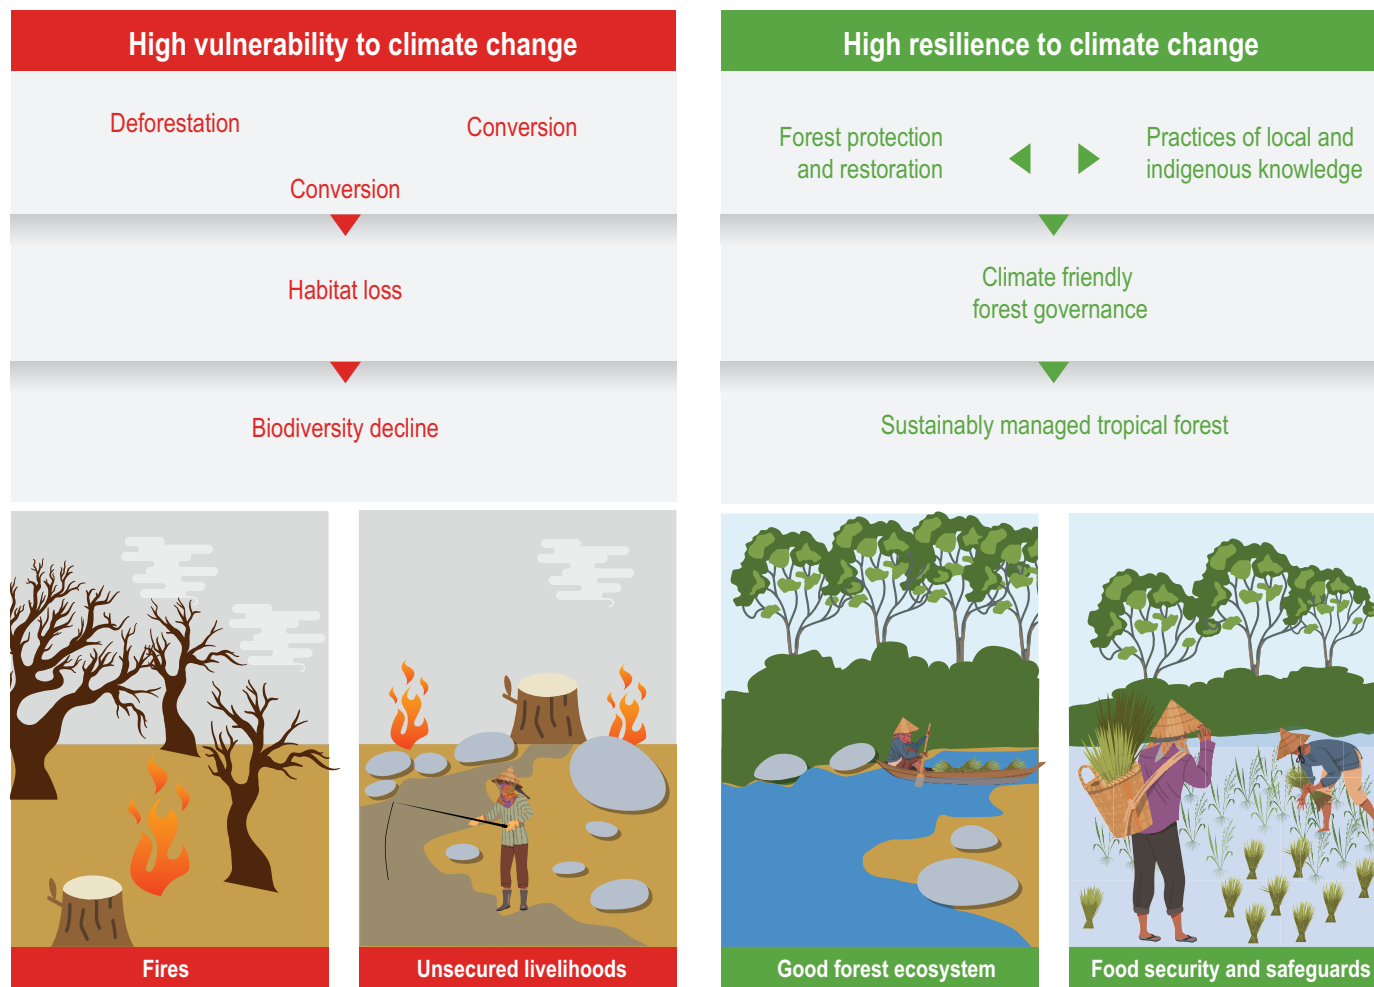 High vulnerability to climate change
Deforestation
Conversion
Conversion
Habitat loss
Biodiversity decline
Fires
Unsecured livelihoods
High resilience to climate change
Forest protection
and restoration
Practices of local and
indigenous knowledge
Climate friendly
forest governance
Sustainably managed tropical forest
Good forest ecosystem
Food security and safeguards